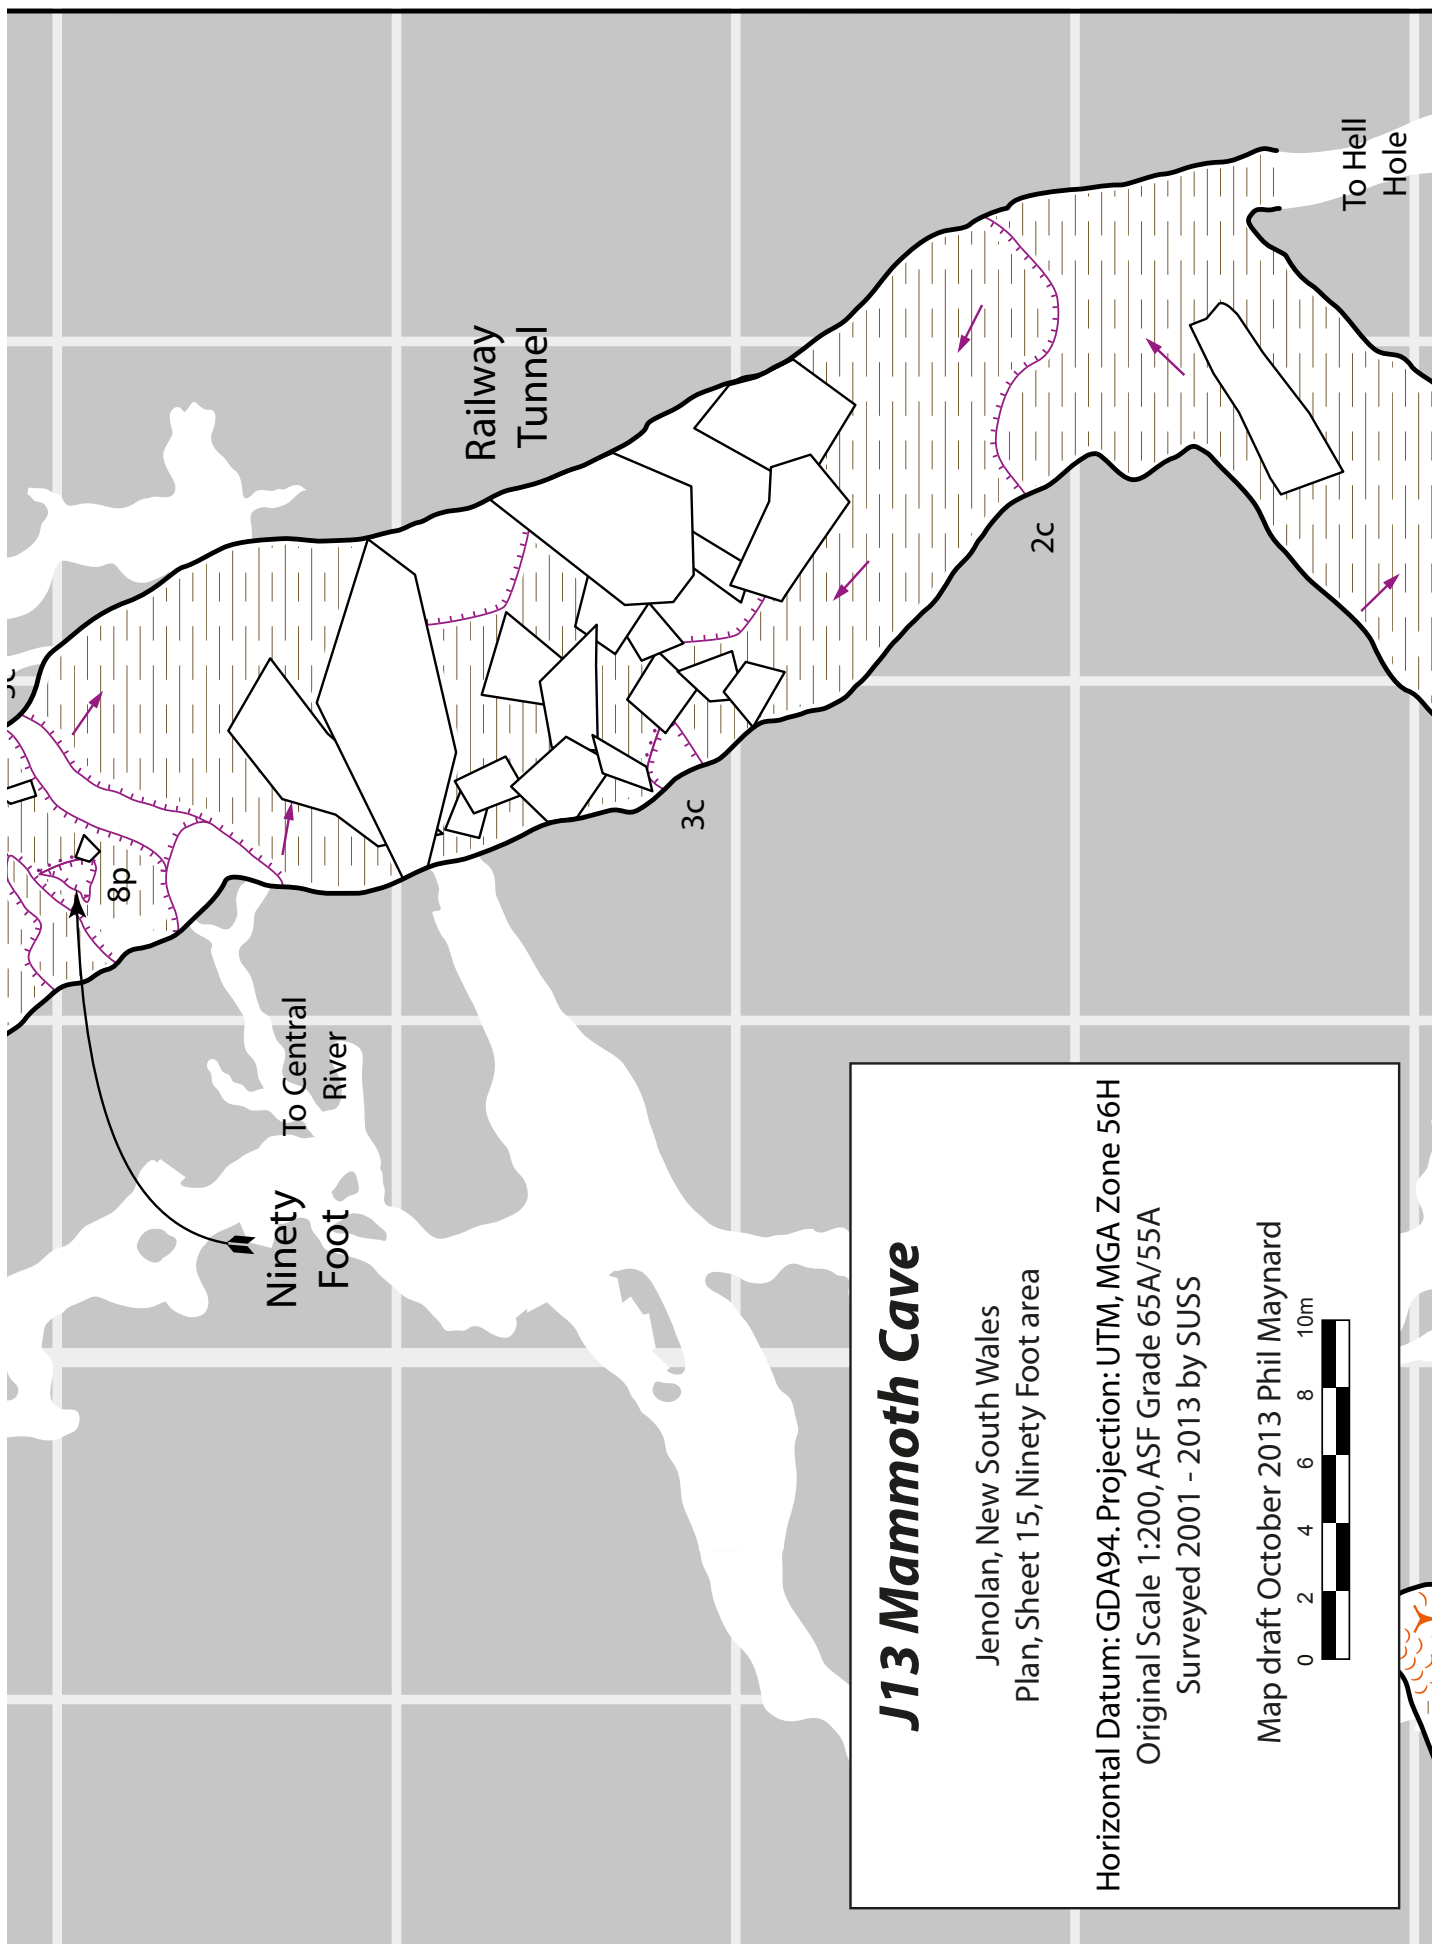 Railway
Tunnel
To Hell
Hole
2c
3c
8p
To Central
River
Ninety
Foot
J13 Mammoth Cave
Jenolan, New South Wales
Plan, Sheet 15, Ninety Foot area
Horizontal Datum: GDA94. Projection: UTM, MGA Zone 56H
Original Scale 1:200, ASF Grade 65A/55A
Surveyed 2001 - 2013 by SUSS
Map draft October 2013 Phil Maynard
0 2 4 6 8 10m